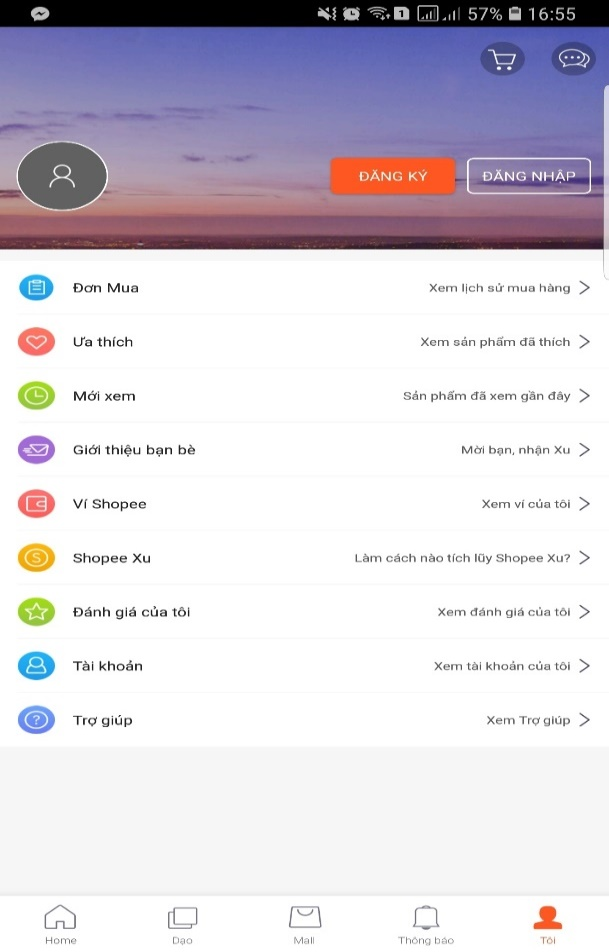 57% 16:55
ĐĂNG KÝ ĐĂNG NHẬP
Đơn Mua Xem lịch sử mua hàng
Ưa thích Xem sản phẩm đã thích
Mới xem Sản phẩm đã xem gần đây
Giới thiệu bạn bè Mời bạn, nhận Xu
Ví Shopee Xem ví của tôi
Shopee Xu Làm cách nào tích lũy Shopee Xu?
Đánh giá của tôi Xem đánh giá của tôi
Tài khoản Xem tài khoản của tôi
Trợ giúp Xem Trợ giúp
Home Dạo Mall Thông báo Tôi